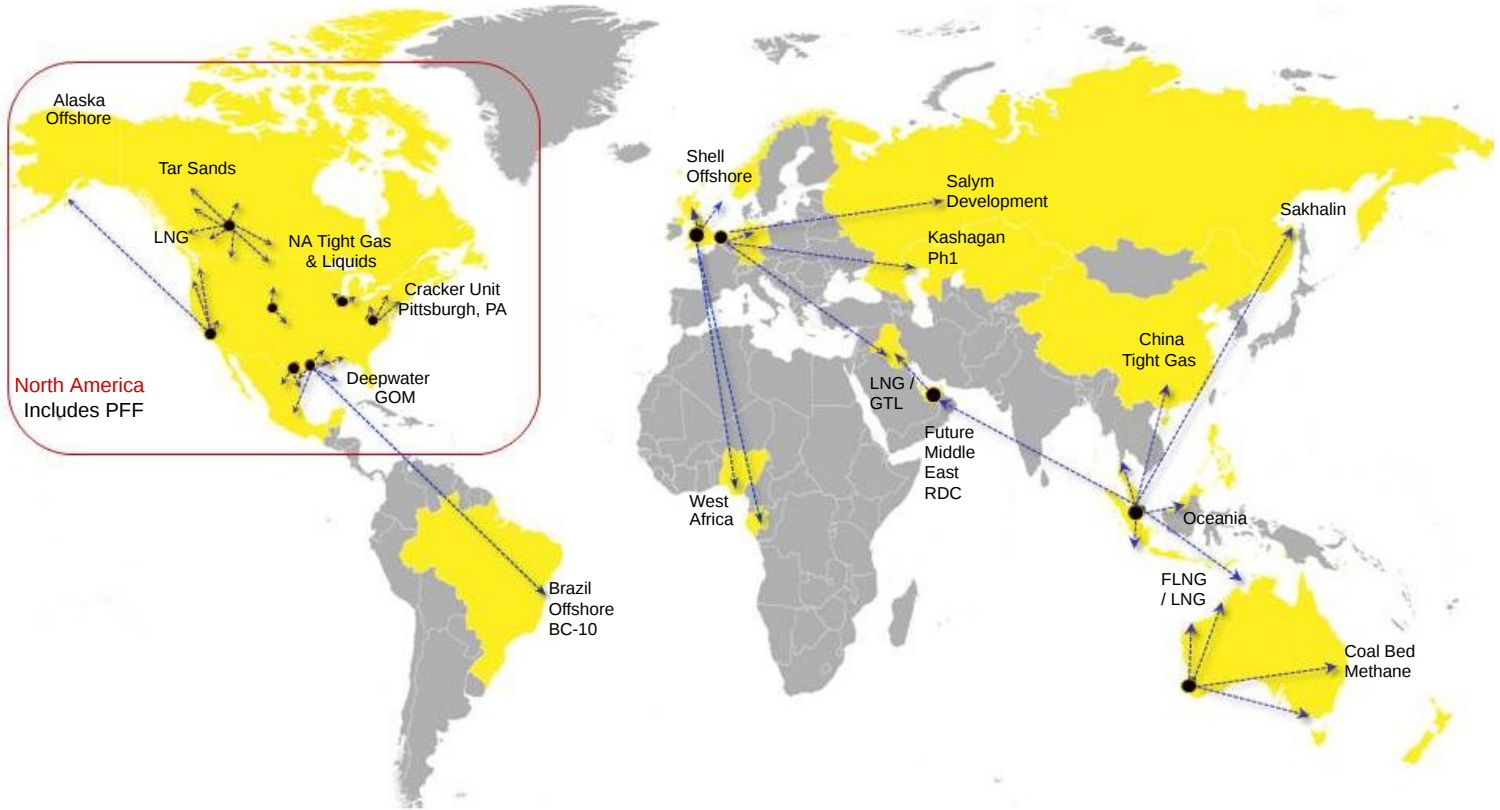 Alaska
Offshore
Tar Sands
LNG
NA Tight Gas
& Liquids
Cracker Unit
Pittsburgh, PA
North America
Includes PFF
Deepwater
GOM
Brazil
Offshore
BC-10
Shell
Offshore
Salym
Development
Kashagan
Ph1
Sakhalin
China
Tight Gas
LNG /
GTL
Future
Middle
East
RDC
West
Africa
Oceania
FLNG
/ LNG
Coal Bed
Methane